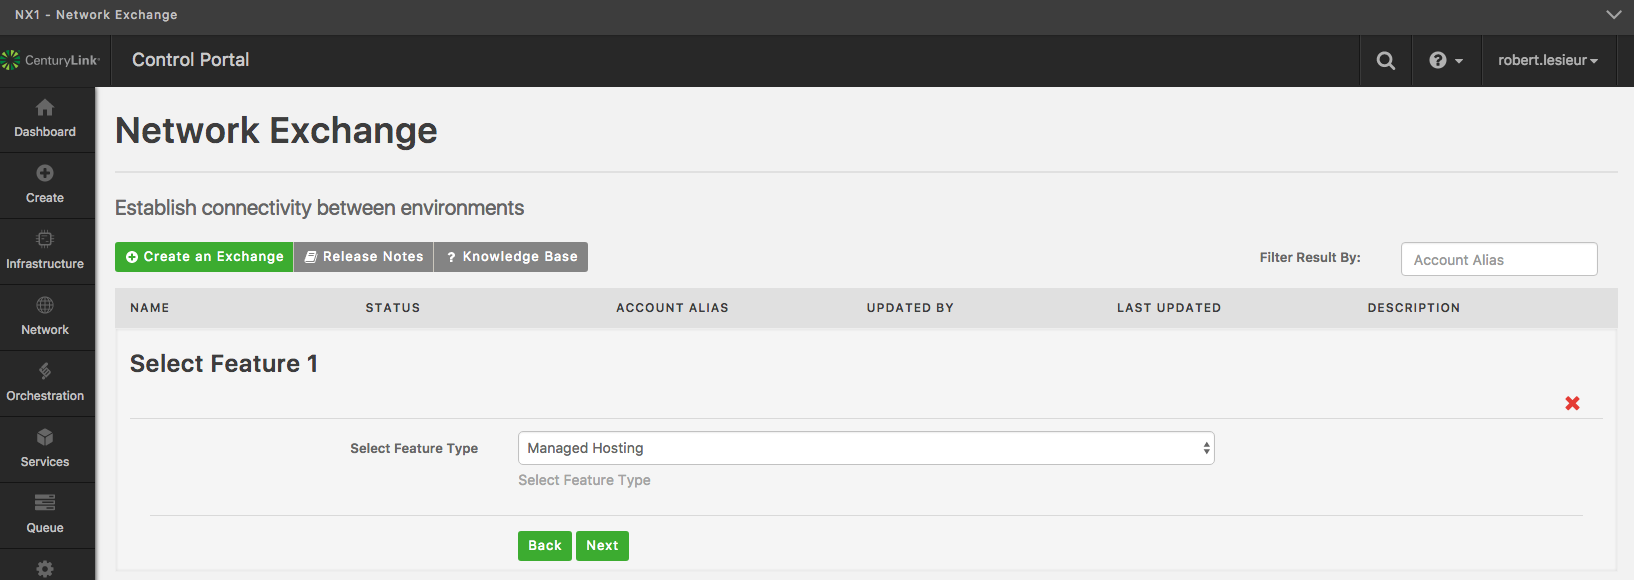 NX1 - Network Exchange
CenturyLink®
Control Portal
robert.lesieur
Dashboard
Create
Infrastructure
Network
Orchestration
Services
Queue
Network Exchange
Establish connectivity between environments
Create an Exchange
Release Notes
? Knowledge Base
Filter Result By:
Account Alias
NAME STATUS ACCOUNT ALIAS UPDATED BY LAST UPDATED DESCRIPTION
Select Feature 1
Select Feature Type
Managed Hosting
Select Feature Type
Back
Next